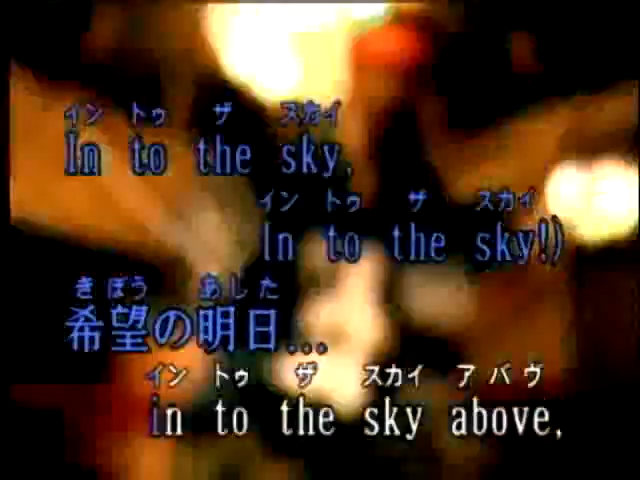 イン トゥ ザ スカイ
In to the sky,
イン トゥ ザ スカイ
In to the sky!)
きぼう あした
希望の明日...
イン トゥ ザ スカイ アバヴ
in to the sky above,